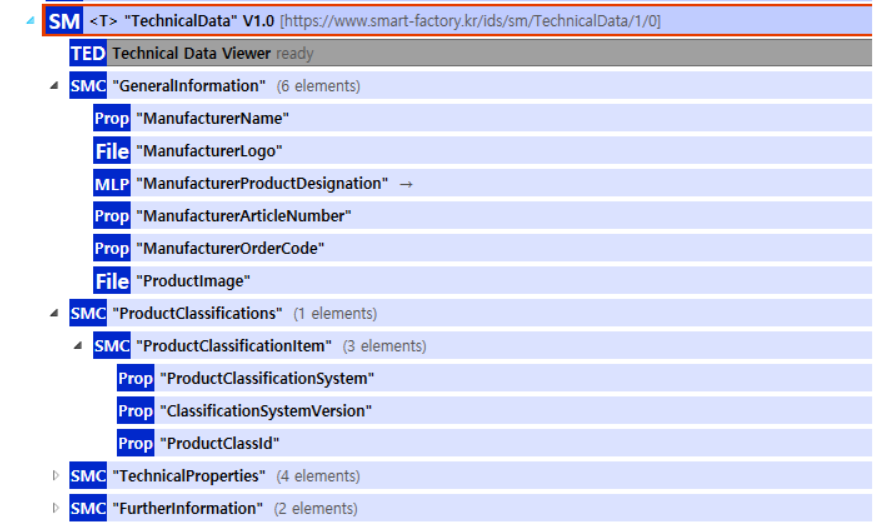 SM <T> "TechnicalData" V1.0 [https://www.smart-factory.kr/ids/sm/TechnicalData/1/0]
TED Technical Data Viewer ready
SMC "GeneralInformation" (6 elements)
Prop "ManufacturerName"
File "ManufacturerLogo"
MLP "ManufacturerProductDesignation" →
Prop "ManufacturerArticleNumber"
Prop "ManufacturerOrderCode"
File "ProductImage"
SMC "ProductClassifications" (1 elements)
SMC "ProductClassificationItem" (3 elements)
Prop "ProductClassificationSystem"
Prop "ClassificationSystemVersion"
Prop "ProductClassId"
SMC "TechnicalProperties" (4 elements)
SMC "FurtherInformation" (2 elements)